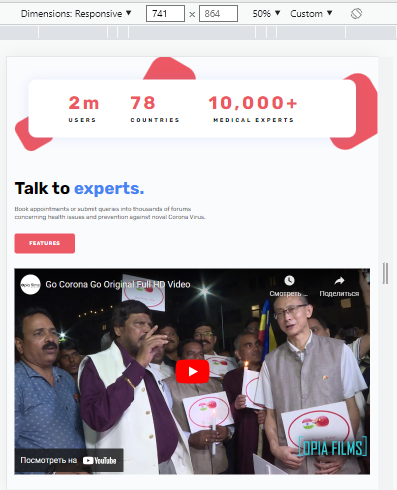 Dimensions: Responsive ▼ 741 × 864 50% ▼ Custom ▼
2m 78 10,000+
USERS COUNTRIES MEDICAL EXPERTS
Talk to experts.
Book appointments or submit queries into thousands of forums
concerning health issues and prevention against novel Corona Virus.
FEATURES
Go Corona Go Original Full HD Video
Смотреть ... Поделиться
OPIA FILMS
Посмотреть на YouTube